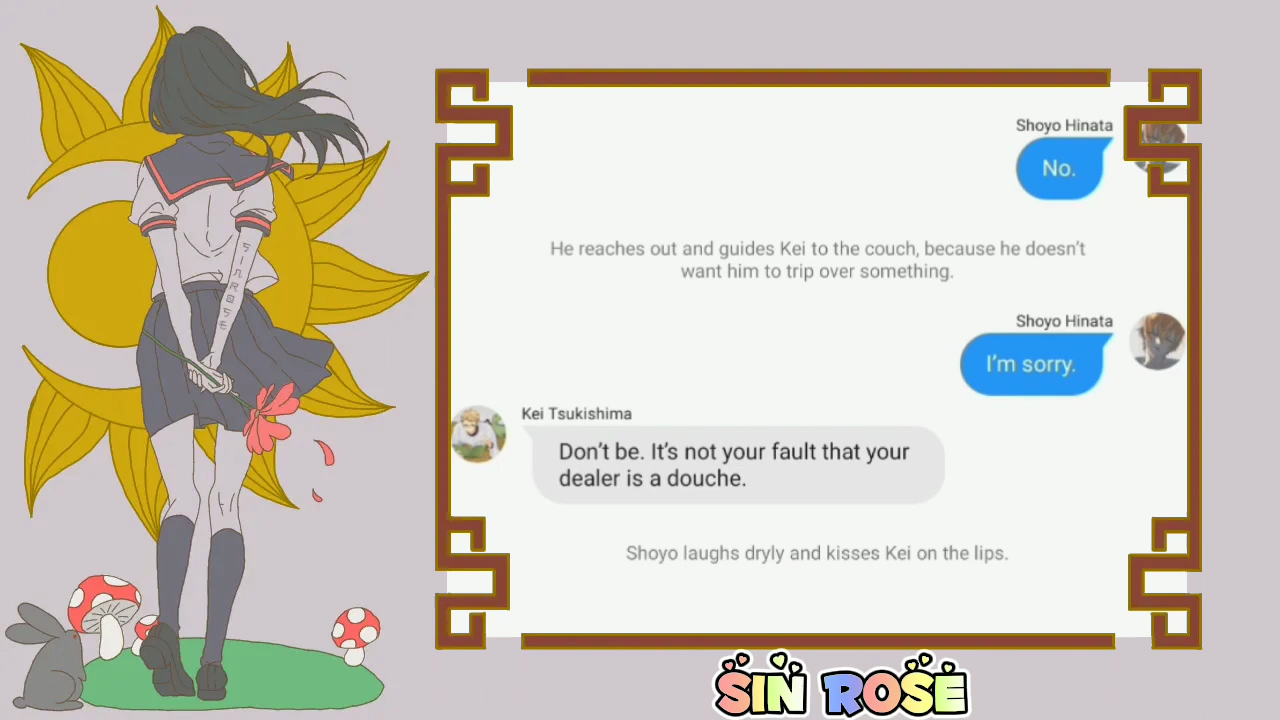 Shoyo Hinata
No.
He reaches out and guides Kei to the couch, because he doesn’t
want him to trip over something.
Shoyo Hinata
I’m sorry.
Kei Tsukishima
Don’t be. It’s not your fault that your
dealer is a douche.
Shoyo laughs dryly and kisses Kei on the lips.
SINROSE
SIN ROSE